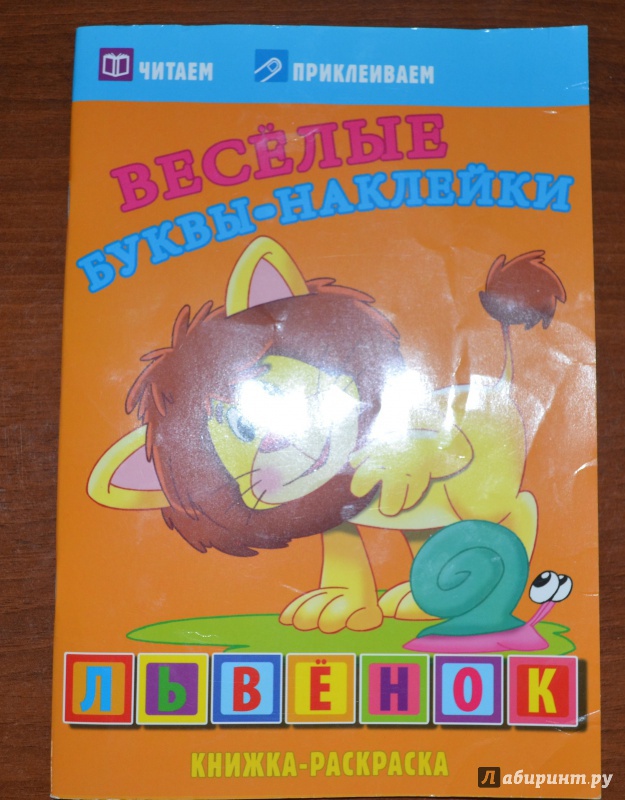 ЧИТАЕМ ПРИКЛЕИВАЕМ
ВЕСЁЛЫЕ
БУКВЫ-НАКЛЕЙКИ
ЛЬВЁНОК
КНИЖКА-РАСКРАСКА
Лабиринт.ру